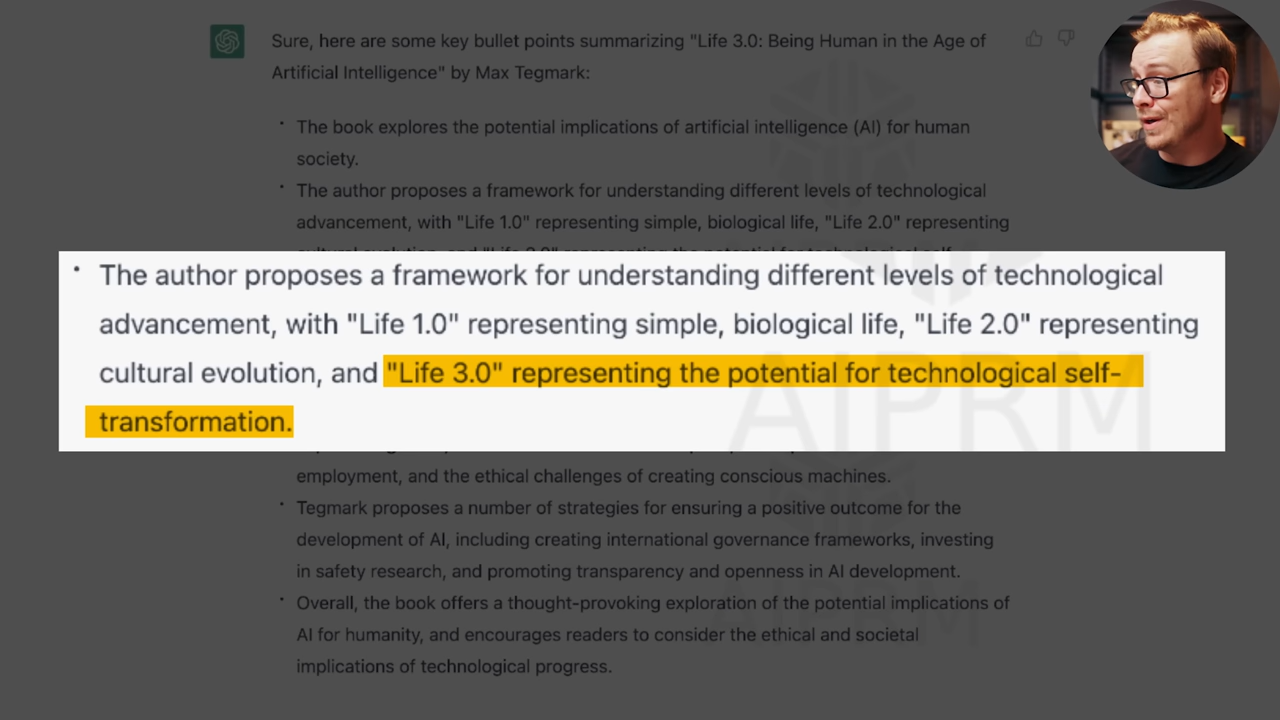 Sure, here are some key bullet points summarizing "Life 3.0: Being Human in the Age of
Artificial Intelligence" by Max Tegmark:
The book explores the potential implications of artificial intelligence (AI) for human
society.
The author proposes a framework for understanding different levels of technological
advancement, with "Life 1.0" representing simple, biological life, "Life 2.0" representing
• The author proposes a framework for understanding different levels of technological
advancement, with "Life 1.0" representing simple, biological life, "Life 2.0" representing
cultural evolution, and "Life 3.0" representing the potential for technological self-
transformation.
employment, and the ethical challenges of creating conscious machines.
Tegmark proposes a number of strategies for ensuring a positive outcome for the
development of AI, including creating international governance frameworks, investing
in safety research, and promoting transparency and openness in AI development.
Overall, the book offers a thought-provoking exploration of the potential implications of
AI for humanity, and encourages readers to consider the ethical and societal
implications of technological progress.
AIPRM
AIPRM